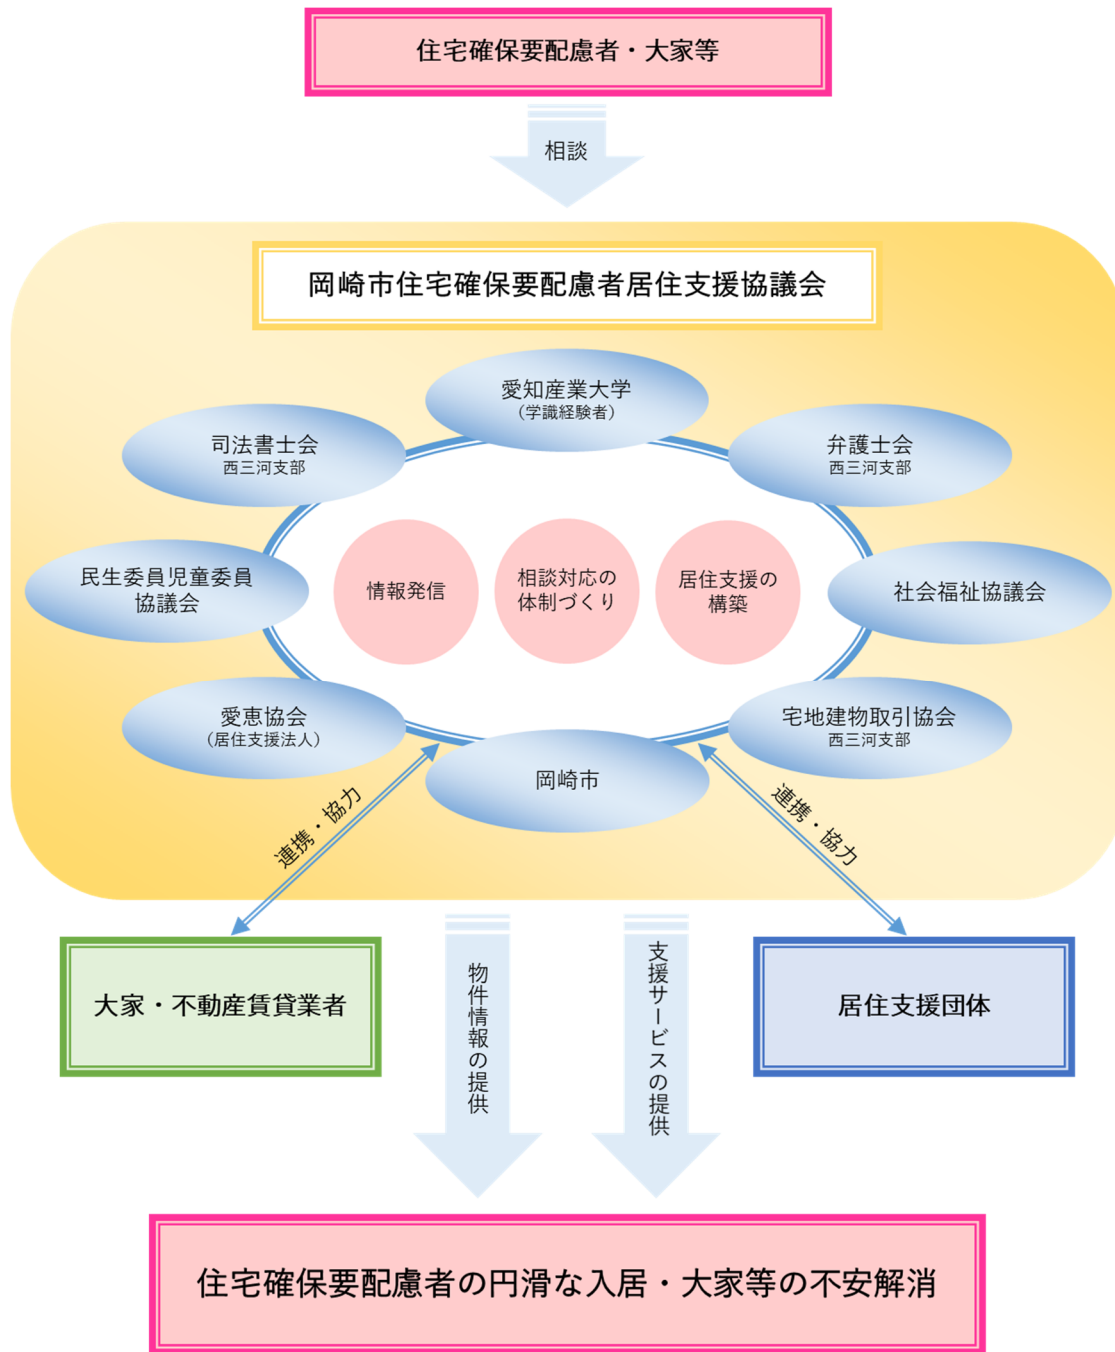 住宅確保要配慮者・大家等
相談
岡崎市住宅確保要配慮者居住支援協議会
愛知産業大学
（学識経験者）
司法書士会
西三河支部
弁護士会
西三河支部
民生委員児童委員
協議会
情報発信
相談対応の
体制づくり
居住支援の
構築
社会福祉協議会
愛恵協会
（居住支援法人）
宅地建物取引協会
西三河支部
岡崎市
連携・協力
連携・協力
大家・不動産賃貸業者
物件情報の提供
支援サービスの提供
居住支援団体
住宅確保要配慮者の円滑な入居・大家等の不安解消